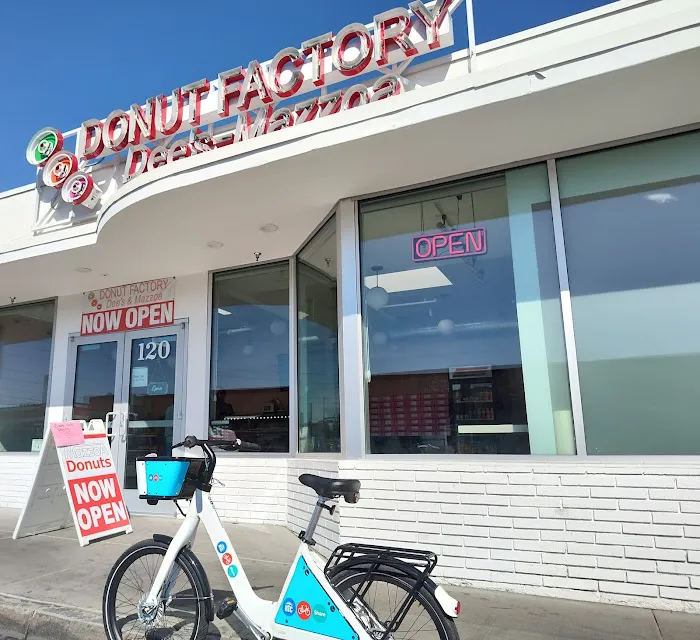 DONUT FACTORY
Dee's & Mazzoa
OPEN
DONUT FACTORY
Dee's & Mazzoa
NOW OPEN
120
Donuts
NOW
OPEN